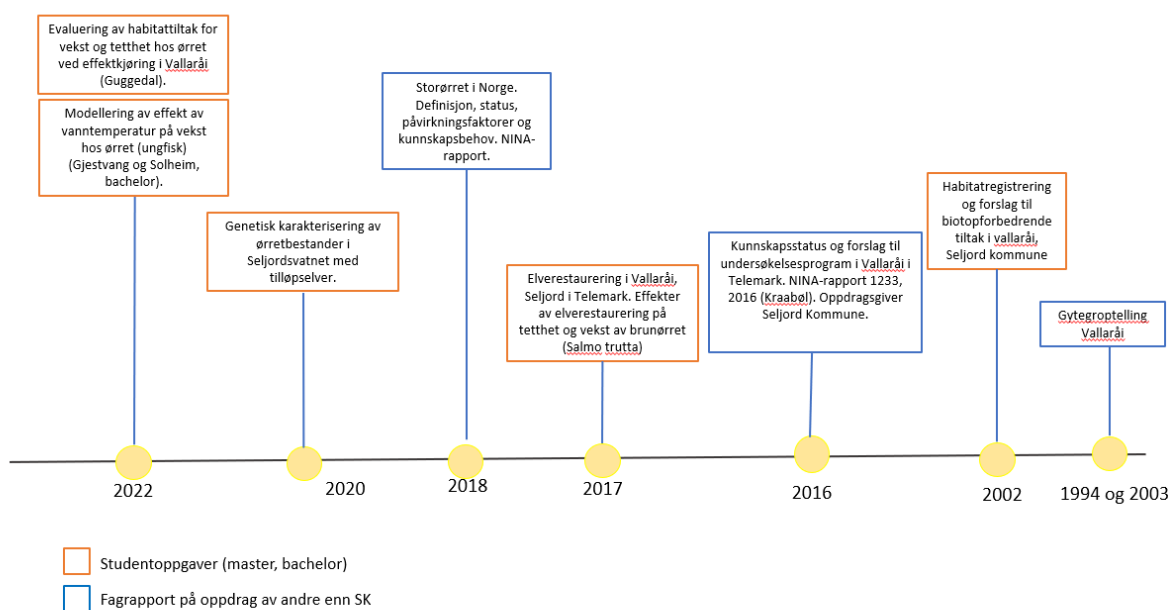 Evaluering av habitattiltak for
vekst og tetthet hos ørret
ved effektkjøring i Vallaråi
(Guggedal).
Modellering av effekt av
vanntemperatur på vekst
hos ørret (ungfisk)
(Gjestvang og Solheim,
bachelor).
Genetisk karakterisering av
ørretbestander i
Seljordsvatnet med
tilløpselver.
Storørret i Norge.
Definisjon, status,
påvirkningsfaktorer og
kunnskapsbehov. NINA-
rapport.
Elverestaurering i Vallaråi,
Seljord i Telemark. Effekter
av elverestaurering på
tetthet og vekst av brunørret
(Salmo trutta)
Kunnskapsstatus og forslag til
undersøkelsesprogram i Vallaråi i
Telemark. NINA-rapport 1233,
2016 (Kraabøl). Oppdragsgiver
Seljord Kommune.
Habitatregistrering
og forslag til
biotopforbedrende
tiltak i vallaråi,
Seljord kommune
Gytegroptelling
Vallaråi
2022
2020
2018
2017
2016
2002
1994 og 2003
Studentoppgaver (master, bachelor)
Fagrapport på oppdrag av andre enn SK